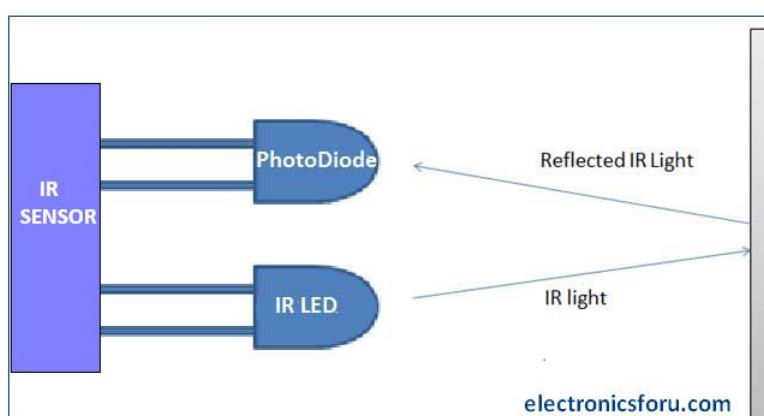 PhotoDiode
Reflected IR Light
IR
SENSOR
IR LED
IR light
electronicsforu.com